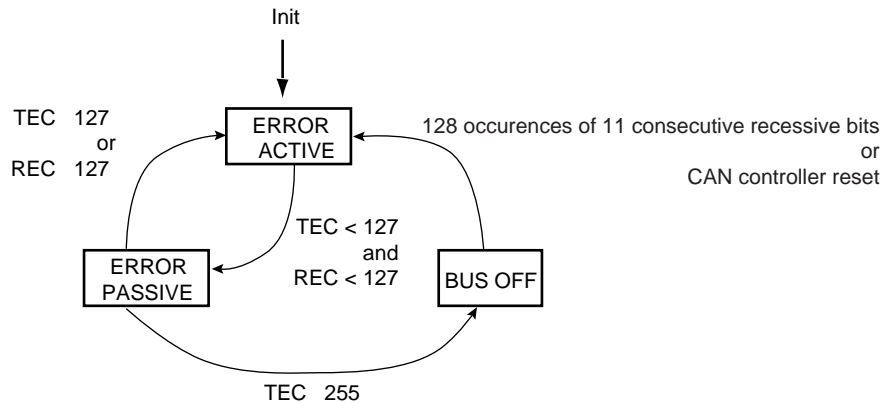 Init
TEC 127
or
REC 127
ERROR
ACTIVE
128 occurences of 11 consecutive recessive bits
or
CAN controller reset
TEC < 127
and
REC < 127
ERROR
PASSIVE
BUS OFF
TEC 255